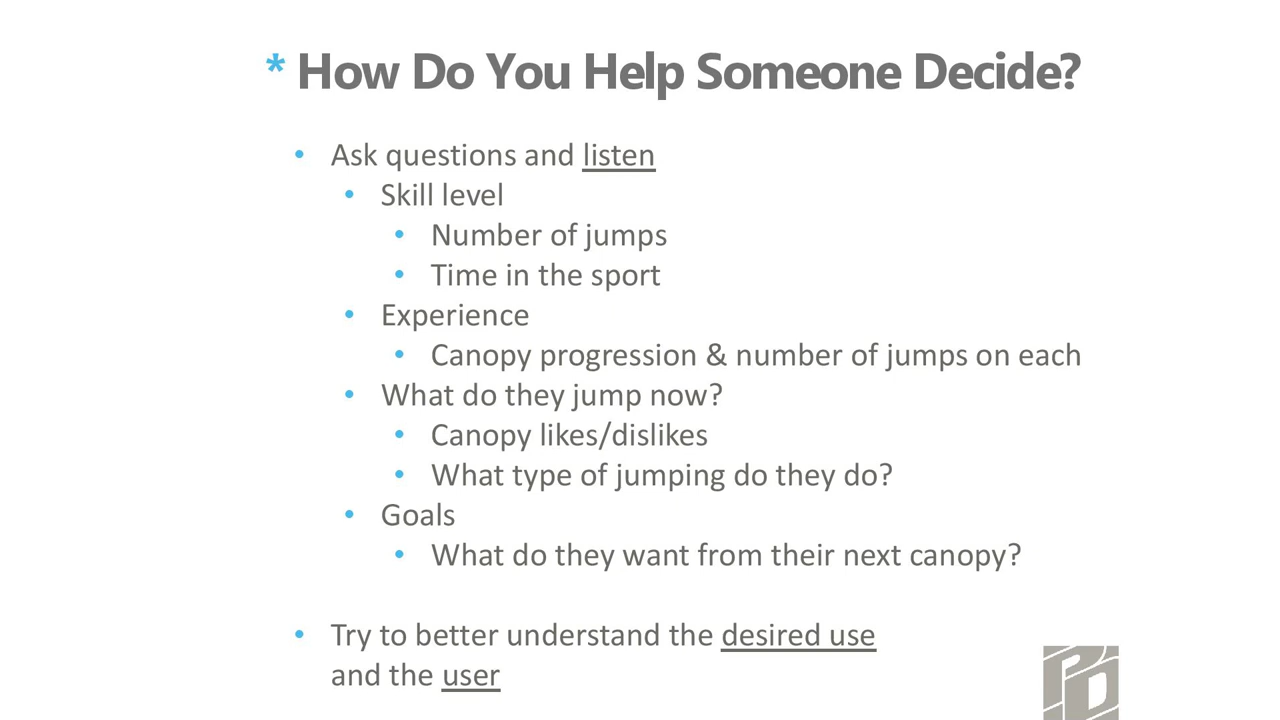 * How Do You Help Someone Decide?
• Ask questions and listen
• Skill level
• Number of jumps
• Time in the sport
• Experience
• Canopy progression & number of jumps on each
• What do they jump now?
• Canopy likes/dislikes
• What type of jumping do they do?
• Goals
• What do they want from their next canopy?
• Try to better understand the desired use
and the user
PD